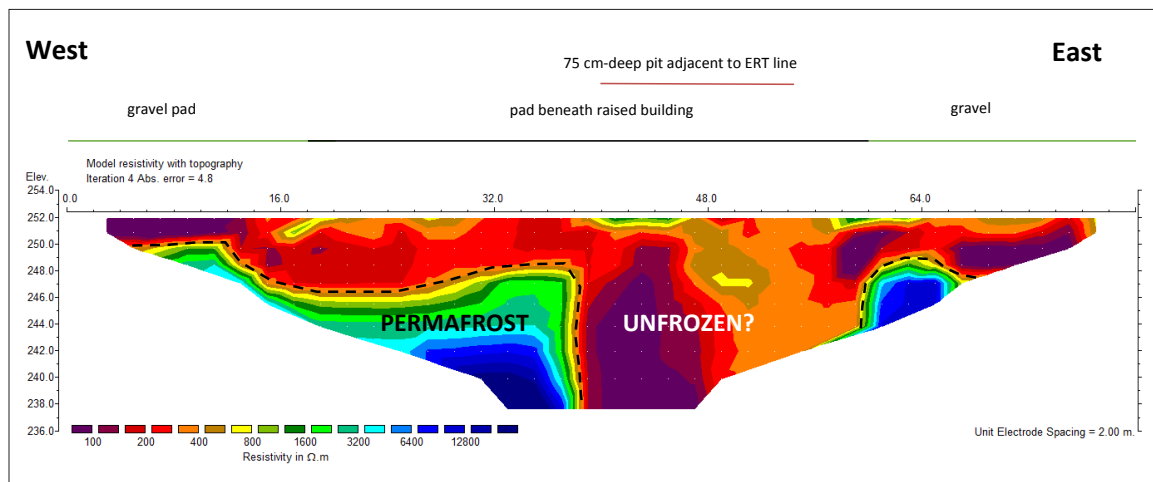 West
East
75 cm-deep pit adjacent to ERT line
gravel pad
pad beneath raised building
gravel
Model resistivity with topography
Iteration 4 Abs. error = 4.8
Elev.
254.0
0.0 16.0 32.0 48.0 64.0
252.0
250.0
248.0
246.0
244.0
242.0
240.0
238.0
236.0
PERMAFROST UNFROZEN?
100 200 400 800 1600 3200 6400 12800
Resistivity in Ω.m
Unit Electrode Spacing = 2.00 m.